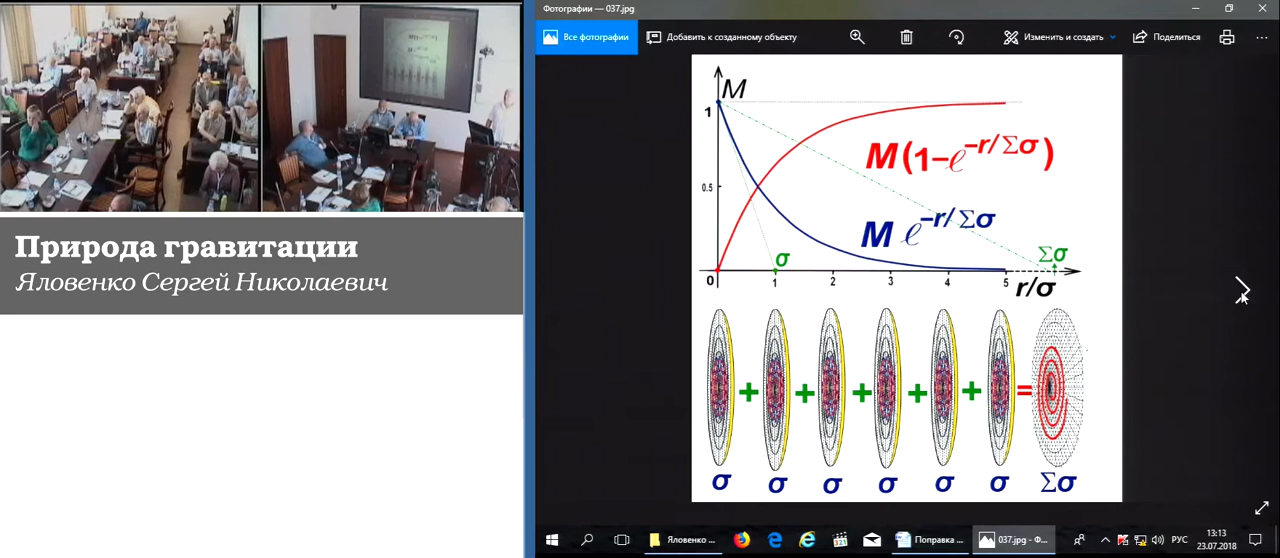 Природа гравитации
Яловенко Сергей Николаевич
Фотографии — 037.jpg
Все фотографии
Добавить к созданному объекту
Изменить и создать
Поделиться
M
1
M(1-ℓ^-r/Σσ)
0.5
M ℓ^-r/Σσ
σ
Σσ
0 1 2 3 4 5 r/σ
+ + + + + =
σ σ σ σ σ σ Σσ
Яловенко ...
Поправка ...
037.jpg - Ф...
РУС
13:13
23.07.2018